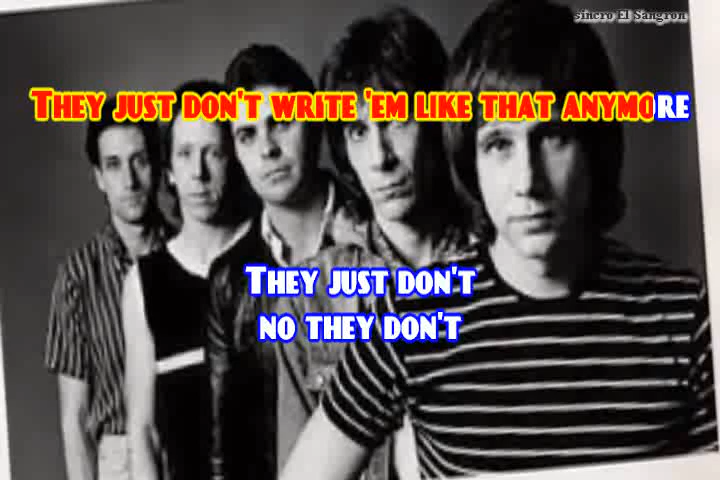 sincro El Sangron
They just don't write 'em like that anymore
They just don't
no they don't